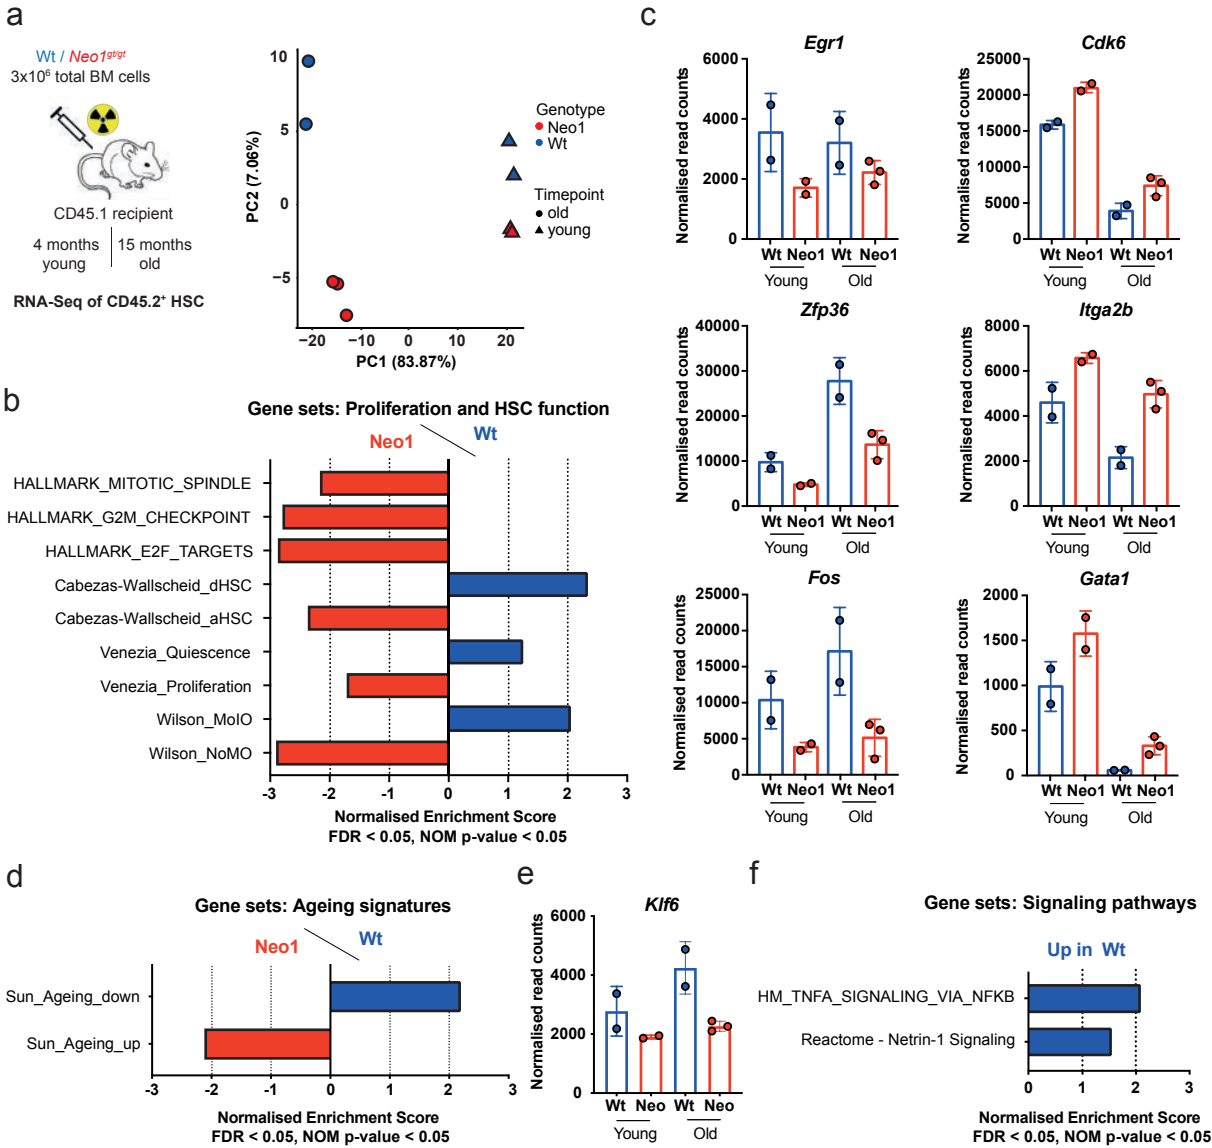 a
Wt / Neo1gt/gt
3x10⁶ total BM cells
CD45.1 recipient
4 months 15 months
young old
RNA-Seq of CD45.2⁺ HSC
10
5
0
−5
PC2 (7.06%)
−20 −10 0 10 20
PC1 (83.87%)
Genotype
Neo1
Wt
Timepoint
old
young
b
Gene sets: Proliferation and HSC function
Neo1 Wt
HALLMARK_MITOTIC_SPINDLE
HALLMARK_G2M_CHECKPOINT
HALLMARK_E2F_TARGETS
Cabezas-Wallscheid_dHSC
Cabezas-Wallscheid_aHSC
Venezia_Quiescence
Venezia_Proliferation
Wilson_MolO
Wilson_NoMO
-3 -2 -1 0 1 2 3
Normalised Enrichment Score
FDR < 0.05, NOM p-value < 0.05
c
Egr1
Normalised read counts
6000
4000
2000
0
Wt Neo1 Wt Neo1
Young Old
Cdk6
Normalised read counts
25000
20000
15000
10000
5000
0
Wt Neo1 Wt Neo1
Young Old
Zfp36
Normalised read counts
40000
30000
20000
10000
0
Wt Neo1 Wt Neo1
Young Old
Itga2b
Normalised read counts
8000
6000
4000
2000
0
Wt Neo1 Wt Neo1
Young Old
Fos
Normalised read counts
25000
20000
15000
10000
5000
0
Wt Neo1 Wt Neo1
Young Old
Gata1
Normalised read counts
2000
1500
1000
500
0
Wt Neo1 Wt Neo1
Young Old
d
Gene sets: Ageing signatures
Neo1 Wt
Sun_Ageing_down
Sun_Ageing_up
-3 -2 -1 0 1 2 3
Normalised Enrichment Score
FDR < 0.05, NOM p-value < 0.05
e
Klf6
Normalised read counts
6000
4000
2000
0
Wt Neo Wt Neo
Young Old
f
Gene sets: Signaling pathways
Up in Wt
HM_TNFA_SIGNALING_VIA_NFKB
Reactome - Netrin-1 Signaling
0 1 2 3
Normalised Enrichment Score
FDR < 0.05, NOM p-value < 0.05